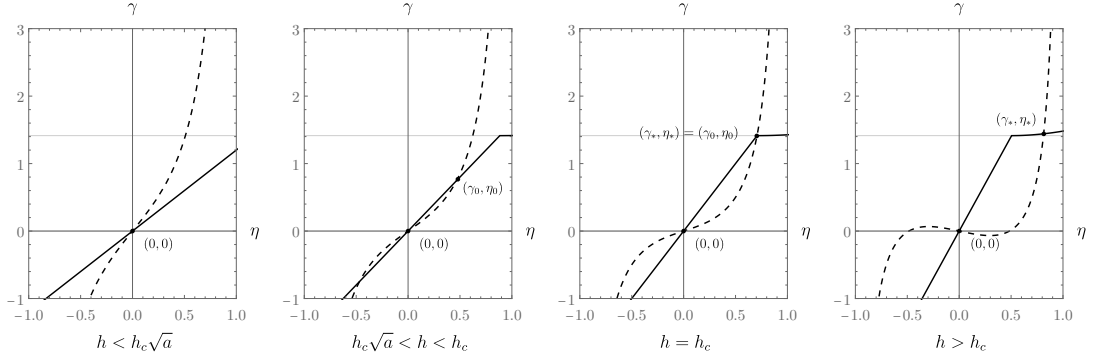 γ γ γ γ
3 3 3 3
2 2 2 2
(γ*, η*)
(γ*, η*) = (γ0, η0)
1 1 1 1
(γ0, η0)
0 η 0 η 0 η 0 η
(0, 0) (0, 0) (0, 0) (0, 0)
−1 −1 −1 −1
−1.0 −0.5 0.0 0.5 1.0 −1.0 −0.5 0.0 0.5 1.0 −1.0 −0.5 0.0 0.5 1.0 −1.0 −0.5 0.0 0.5 1.0
h < hc√a hc√a < h < hc h = hc h > hc